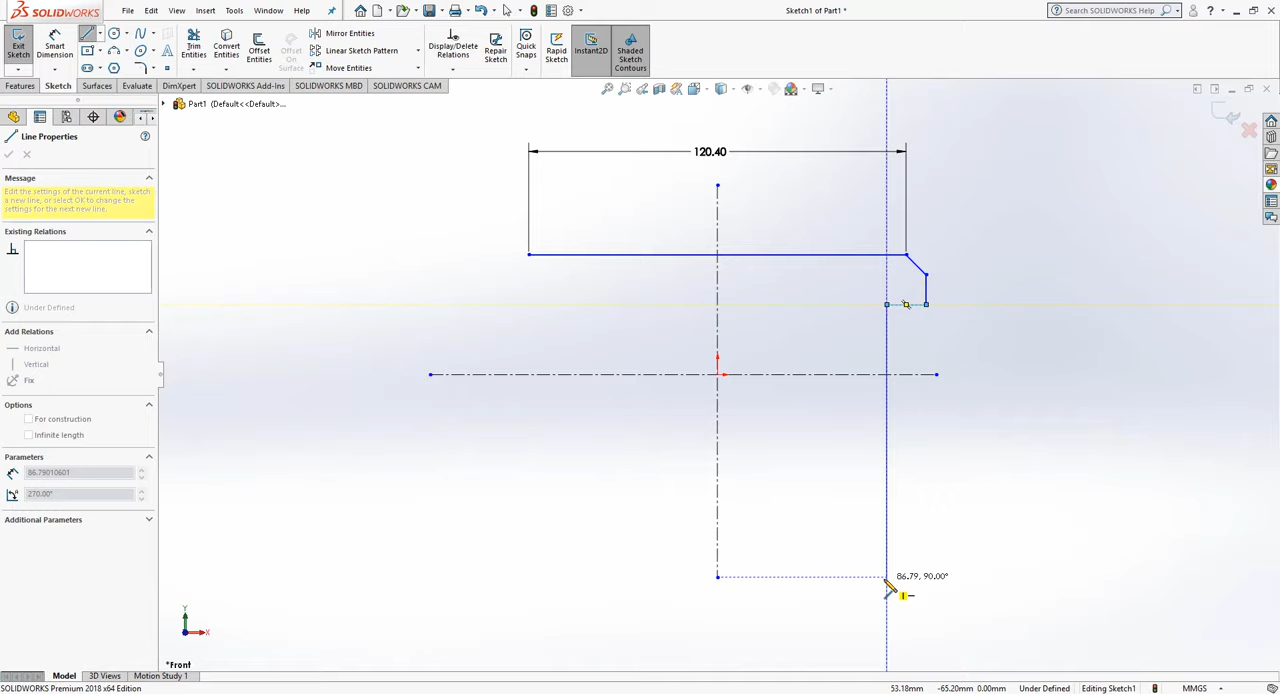 SOLIDWORKS
File Edit View Insert Tools Window Help
Sketch1 of Part1 *
Search SOLIDWORKS Help
Exit Sketch
Smart Dimension
Trim Entities
Convert Entities
Offset Entities
Offset On Surface
Mirror Entities
Linear Sketch Pattern
Move Entities
Display/Delete Relations
Repair Sketch
Quick Snaps
Rapid Sketch
Instant2D
Shaded Sketch Contours
Features Sketch Surfaces Evaluate DimXpert SOLIDWORKS Add-Ins SOLIDWORKS MBD SOLIDWORKS CAM
Part1 (Default<<Default>...
Line Properties
Message
Edit the settings of the current line, sketch
a new line, or select OK to change the
settings for the next new line.
Existing Relations
Under Defined
Add Relations
Horizontal
Vertical
Fix
Options
For construction
Infinite length
Parameters
86.79010601
270.00°
Additional Parameters
120.40
86.79, 90.00°
Y
X
*Front
Model 3D Views Motion Study 1
SOLIDWORKS Premium 2018 x64 Edition
53.18mm -65.20mm 0.00mm Under Defined Editing Sketch1 MMGS